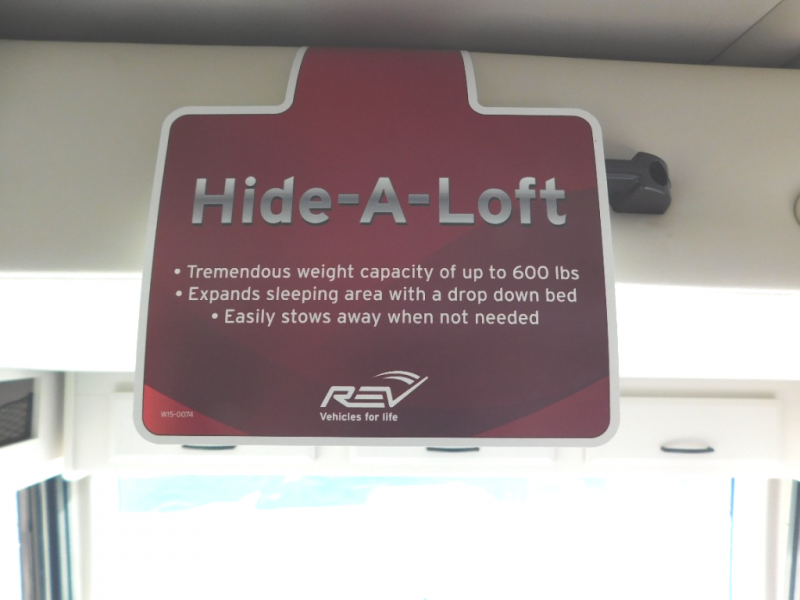 Hide-A-Loft
• Tremendous weight capacity of up to 600 lbs
• Expands sleeping area with a drop down bed
• Easily stows away when not needed
REV
Vehicles for life
W15-0074